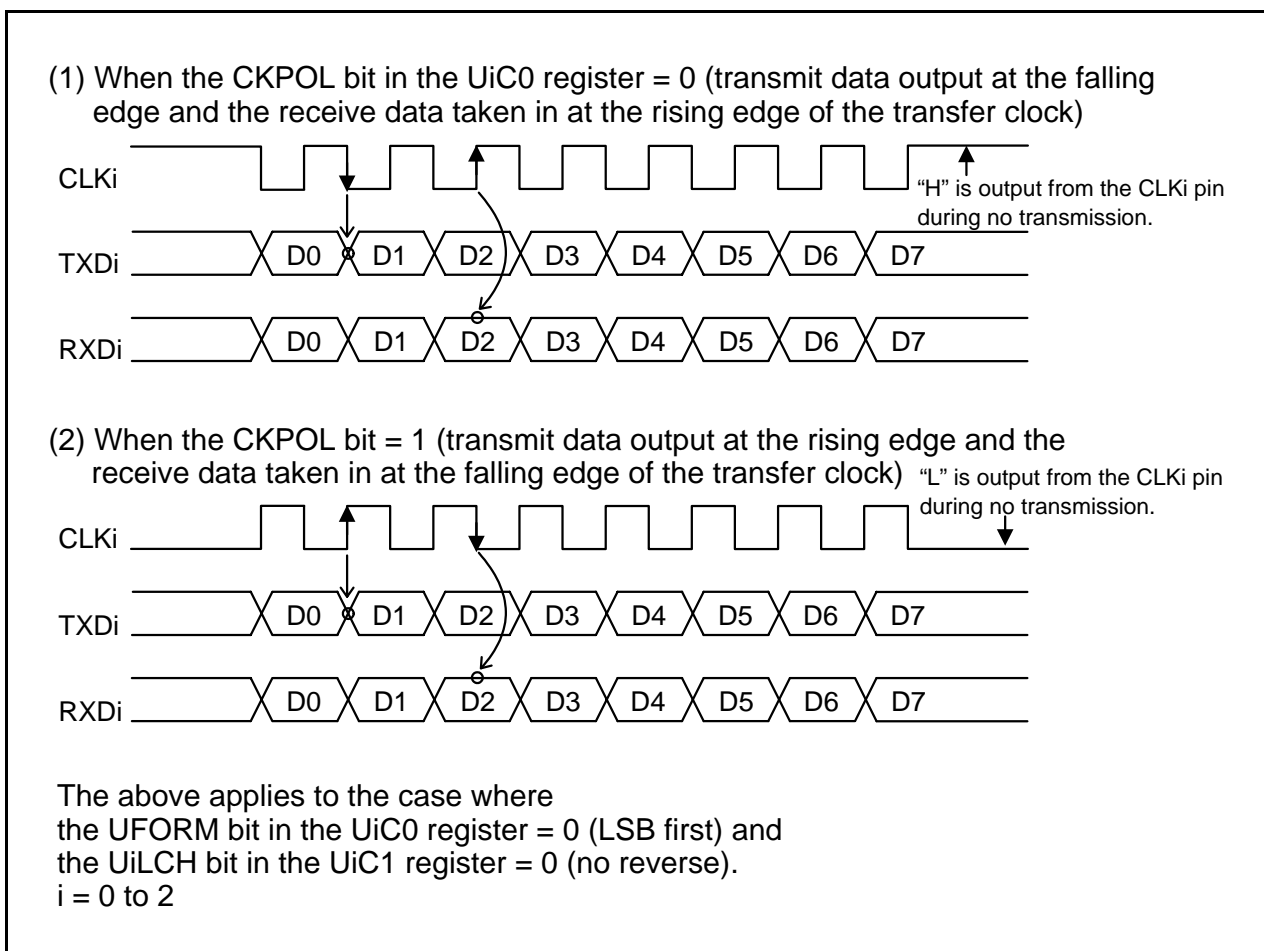 (1) When the CKPOL bit in the UiC0 register = 0 (transmit data output at the falling
edge and the receive data taken in at the rising edge of the transfer clock)
CLKi
“H” is output from the CLKi pin
during no transmission.
TXDi D0 D1 D2 D3 D4 D5 D6 D7
RXDi D0 D1 D2 D3 D4 D5 D6 D7
(2) When the CKPOL bit = 1 (transmit data output at the rising edge and the
receive data taken in at the falling edge of the transfer clock)
“L” is output from the CLKi pin
during no transmission.
CLKi
TXDi D0 D1 D2 D3 D4 D5 D6 D7
RXDi D0 D1 D2 D3 D4 D5 D6 D7
The above applies to the case where
the UFORM bit in the UiC0 register = 0 (LSB first) and
the UiLCH bit in the UiC1 register = 0 (no reverse).
i = 0 to 2